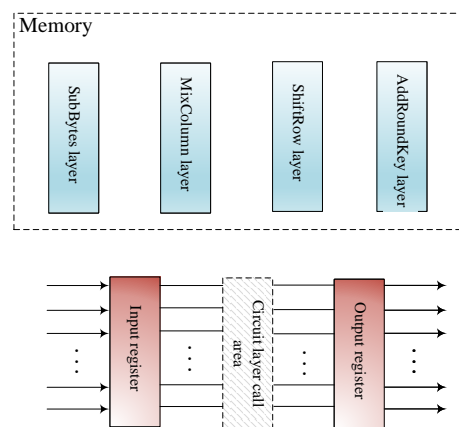 Memory
SubBytes layer
MixColumn layer
ShiftRow layer
AddRoundKey layer
Input register
Circuit layer call
area
Output register